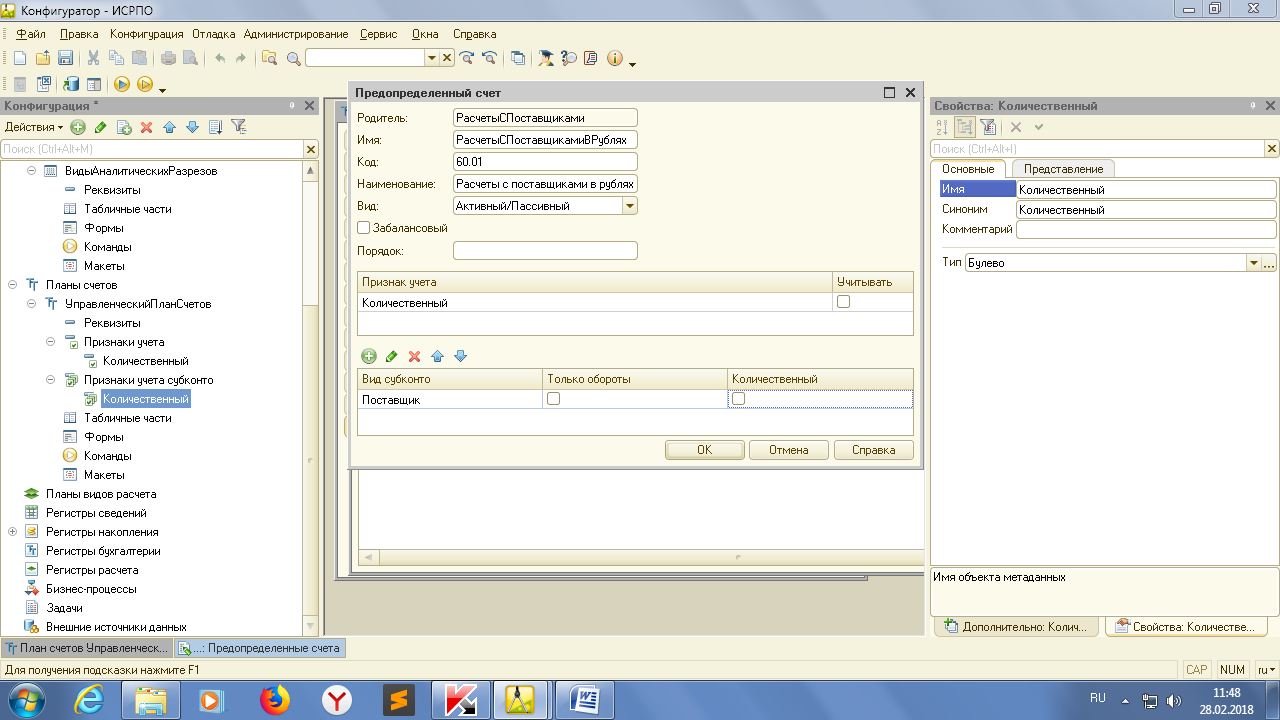 Конфигуратор - ИСРПО
Файл Правка Конфигурация Отладка Администрирование Сервис Окна Справка
Конфигурация *
Действия
Поиск (Ctrl+Alt+M)
ВидыАналитическихРазрезов
Реквизиты
Табличные части
Формы
Команды
Макеты
Планы счетов
УправленческийПланСчетов
Реквизиты
Признаки учета
Количественный
Признаки учета субконто
Количественный
Табличные части
Формы
Команды
Макеты
Планы видов расчета
Регистры сведений
Регистры накопления
Регистры бухгалтерии
Регистры расчета
Бизнес-процессы
Задачи
Внешние источники данных
Предопределенный счет
Родитель: РасчетыСПоставщиками
Имя: РасчетыСПоставщикамиВРублях
Код: 60.01
Наименование: Расчеты с поставщиками в рублях
Вид: Активный/Пассивный
Забалансовый
Порядок:
Признак учета Учитывать
Количественный
Вид субконто Только обороты Количественный
Поставщик
OK Отмена Справка
Свойства: Количественный
Поиск (Ctrl+Alt+I)
Основные Представление
Имя Количественный
Синоним Количественный
Комментарий
Тип Булево ...
Имя объекта метаданных
Дополнительно: Колич... Свойства: Количестве...
План счетов Управленческ... ...: Предопределенные счета
Для получения подсказки нажмите F1
CAP NUM ru
RU
11:48
28.02.2018